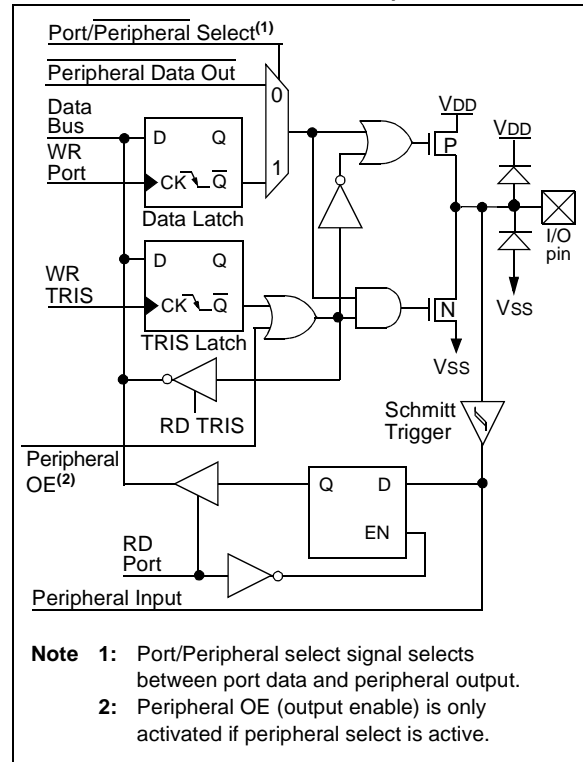 Port/Peripheral Select(1)
Peripheral Data Out
0
Data
Bus
VDD
VDD
D Q
P
WR
Port
1
CK Q
Data Latch
I/O
pin
D Q
WR
TRIS
CK Q
N
VSS
TRIS Latch
VSS
RD TRIS
Schmitt
Trigger
Peripheral
OE(2)
Q D
EN
RD
Port
Peripheral Input
Note 1: Port/Peripheral select signal selects
between port data and peripheral output.
2: Peripheral OE (output enable) is only
activated if peripheral select is active.